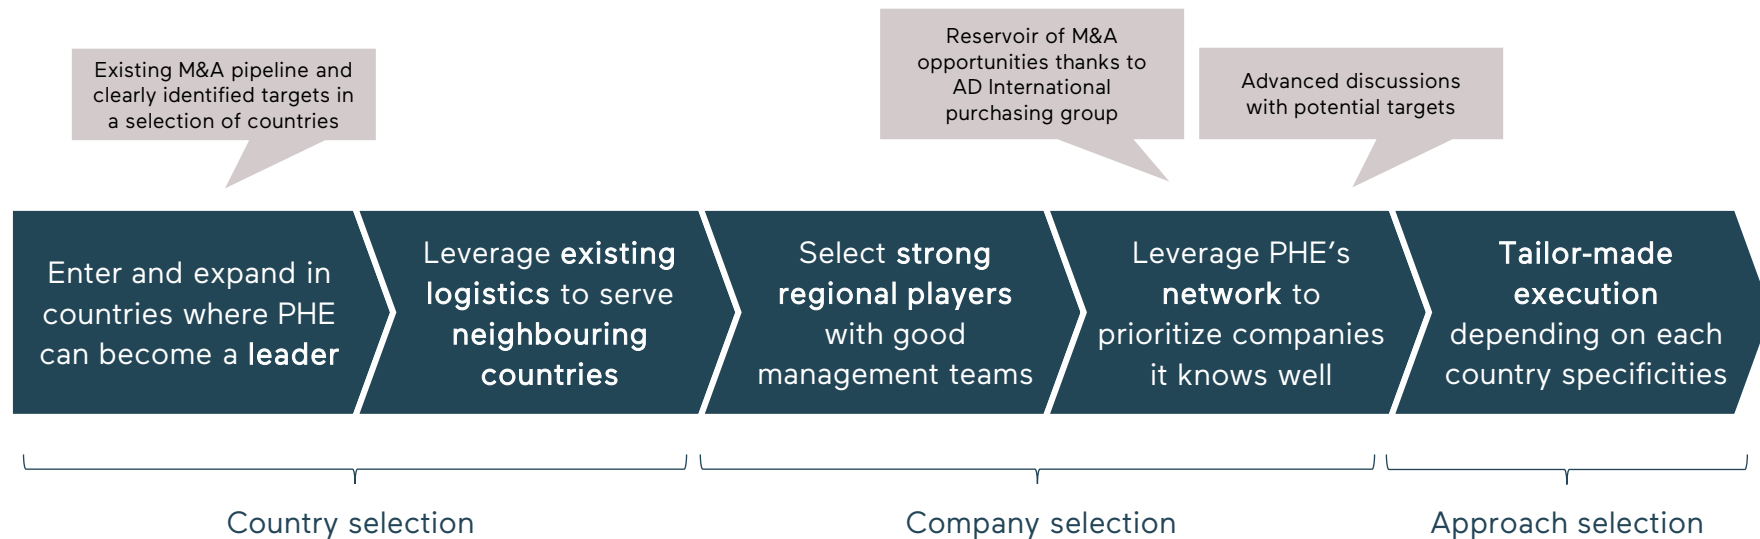 Existing M&A pipeline and
clearly identified targets in
a selection of countries
Reservoir of M&A
opportunities thanks to
AD International
purchasing group
Advanced discussions
with potential targets
Enter and expand in
countries where PHE
can become a leader
Leverage existing
logistics to serve
neighbouring
countries
Select strong
regional players
with good
management teams
Leverage PHE's
network to
prioritize companies
it knows well
Tailor-made
execution
depending on each
country specificities
Country selection
Company selection
Approach selection